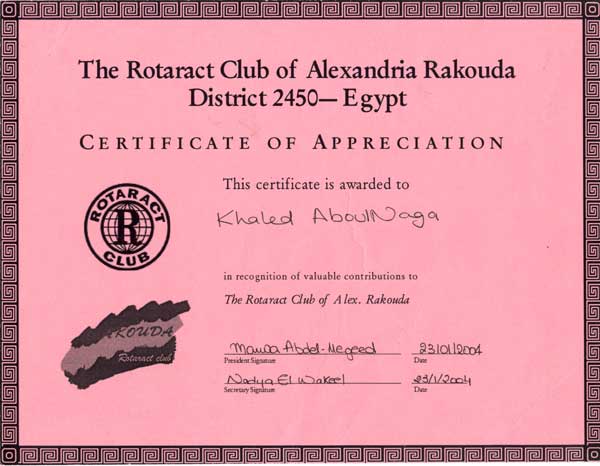 The Rotaract Club of Alexandria Rakouda
District 2450— Egypt
CERTIFICATE OF APPRECIATION
This certificate is awarded to
Khaled AboulNaga
ROTARACT
R
CLUB
in recognition of valuable contributions to
The Rotaract Club of Alex. Rakouda
RAKOUDA
Rotaract club
Marwa Abdel-Megeed 23/01/2004
President Signature Date
Nadya El Wakeel 23/1/2004
Secretary Signature Date